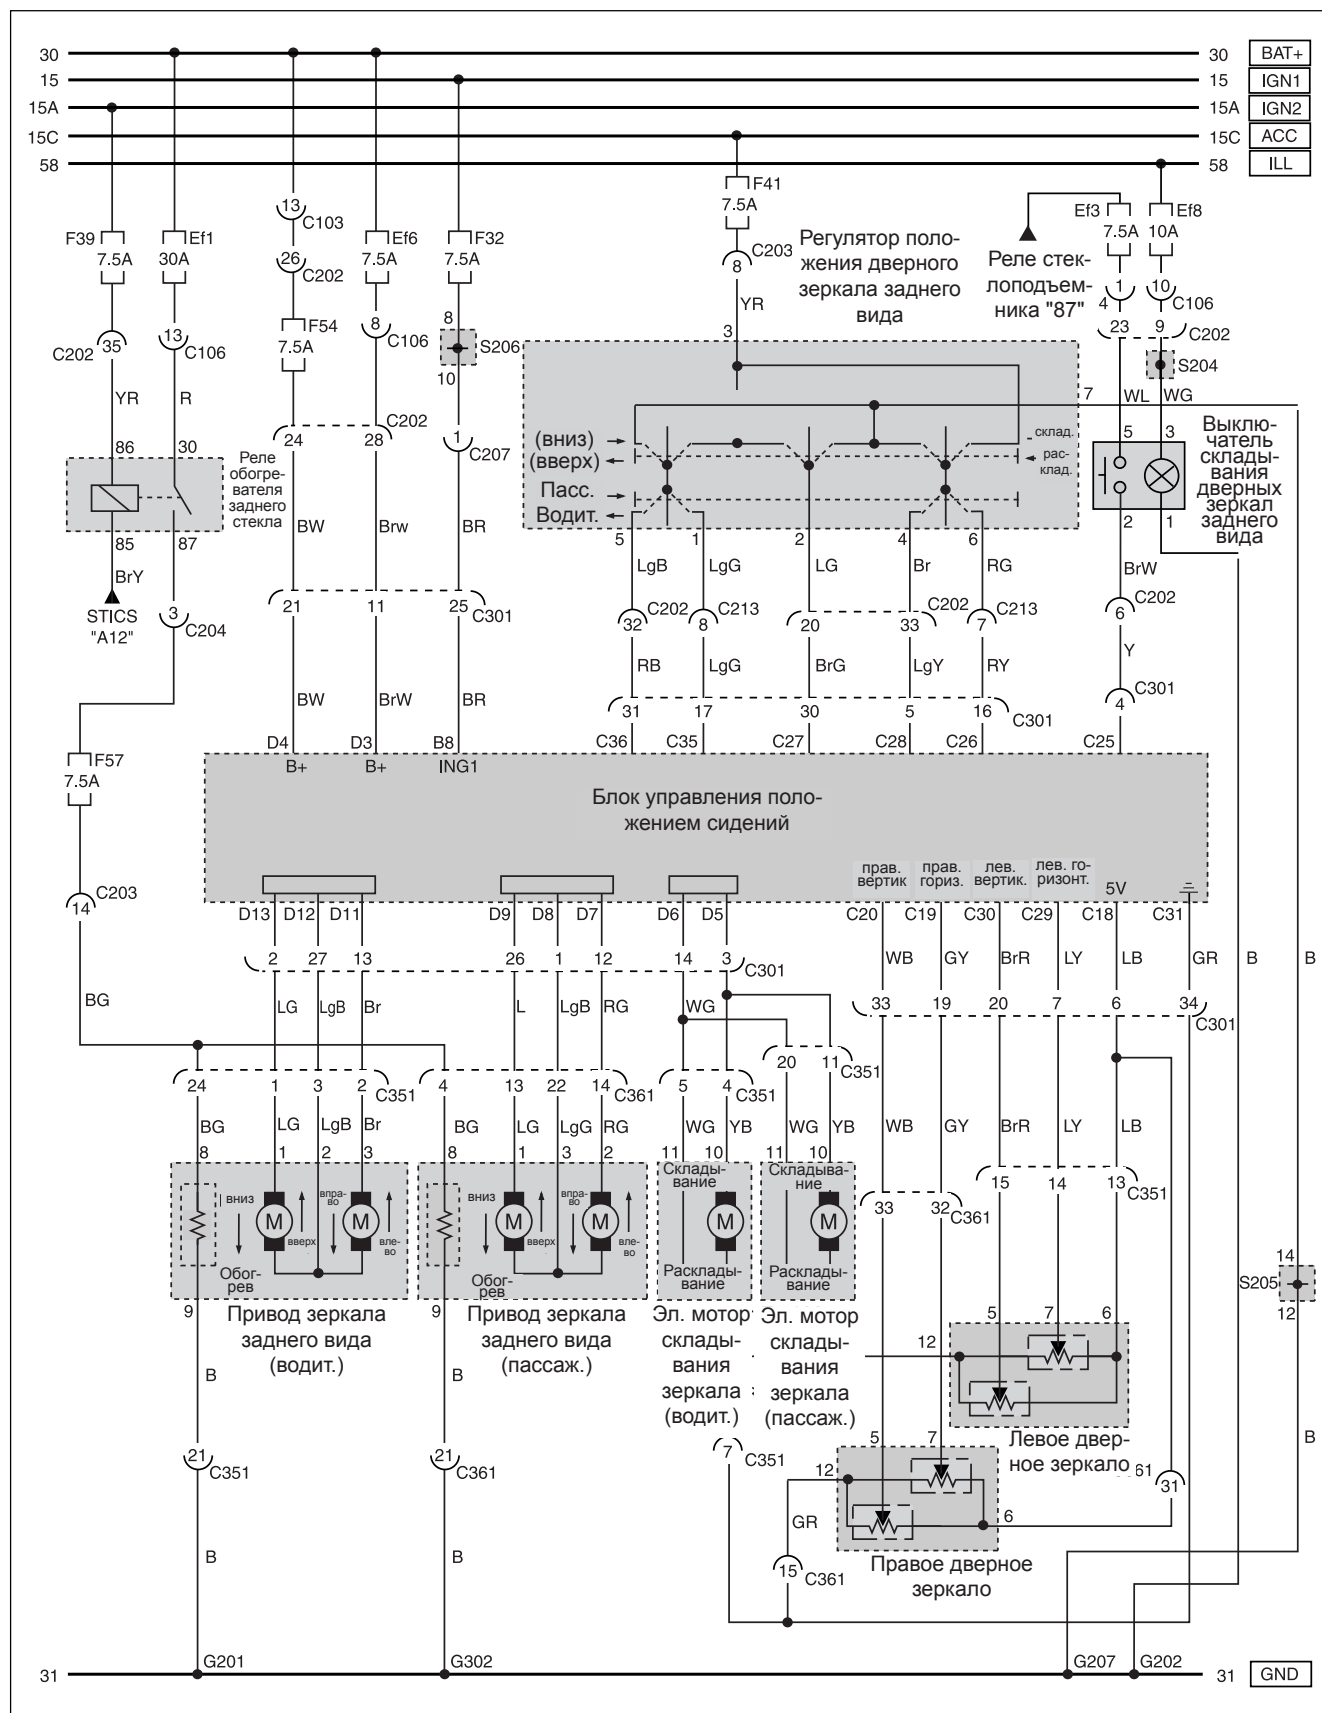 30 30 BAT+
15 15 IGN1
15A 15A IGN2
15C 15C ACC
58 58 ILL
F41
7.5A
13 C103
Ef3 Ef8
7.5A 10A
F39 Ef1 Ef6 F32
7.5A 30A 26 7.5A 7.5A
C202
C203
8
Регулятор поло-
жения дверного
зеркала заднего
вида
Реле стек-
лоподъем-
ника "87"
1 10
4 C106
YR
F54
7.5A
8 8
C106 S206
10
3
23 9 C202
S204
C202 35 13 C106
YR R
7 WL WG
86 30
24 28 C202
1 C207
(вниз)
(вверх)
Пасс.
Водит.
склад.
рас-
клад.
5 3
2 1
Выклю-
чатель
склады-
вания
дверных
зеркал
заднего
вида
Реле
обогре-
вателя
заднего
стекла
BW Brw BR
85 87
5 1 2 4 6
BrY
LgB LgG LG Br RG BrW
STICS
"A12"
3 C204
21 11 25 C301
C202 C213 C202 C213 C202
32 8 20 33 7 6
RB LgG BrG LgY RY Y
BW BrW BR
31 17 30 5 16 C301
C301
4
D4 D3 B8 C36 C35 C27 C28 C26 C25
B+ B+ ING1
F57
7.5A
Блок управления поло-
жением сидений
прав.
вертик
прав.
гориз.
лев.
вертик.
лев. го-
ризонт.
5V
C203
14
D13 D12 D11 D9 D8 D7 D6 D5 C20 C19 C30 C29 C18 C31
2 27 13 26 1 12 14 3 C301
WB GY BrR LY LB GR B B
BG LG LgB Br L LgB RG WG
33 19 20 7 6 34 C301
20 11 C351
24 1 3 2 C351 4 13 22 14 C361 5 4 C351
BG LG LgB Br BG LG LgG RG WG YB WG YB WB GY BrR LY LB
8 1 2 3 8 1 3 2 11 10 11 10
15 14 13 C351
33 32 C361
вниз
вверх
впра-
во
вле-
во
Обог-
рев
M M
вниз
вверх
впра-
во
вле-
во
Обог-
рев
M M
Склады-
вание
M
Расклады-
вание
Складыва-
ние
M
Расклады-
вание
9 9
Привод зеркала
заднего вида
(водит.)
Привод зеркала
заднего вида
(пассаж.)
Эл. мотор
склады-
вания
зеркала
(водит.)
Эл. мотор
склады-
вания
зеркала
(пассаж.)
14
S205
12
5 7 6
12
B B B
Левое двер-
ное зеркало
21 C351 21 C361 7 C351
5 7
12 6
61
31
GR
Правое дверное
зеркало
B B
15 C361
G201 G302 G207 G202
31 31 GND